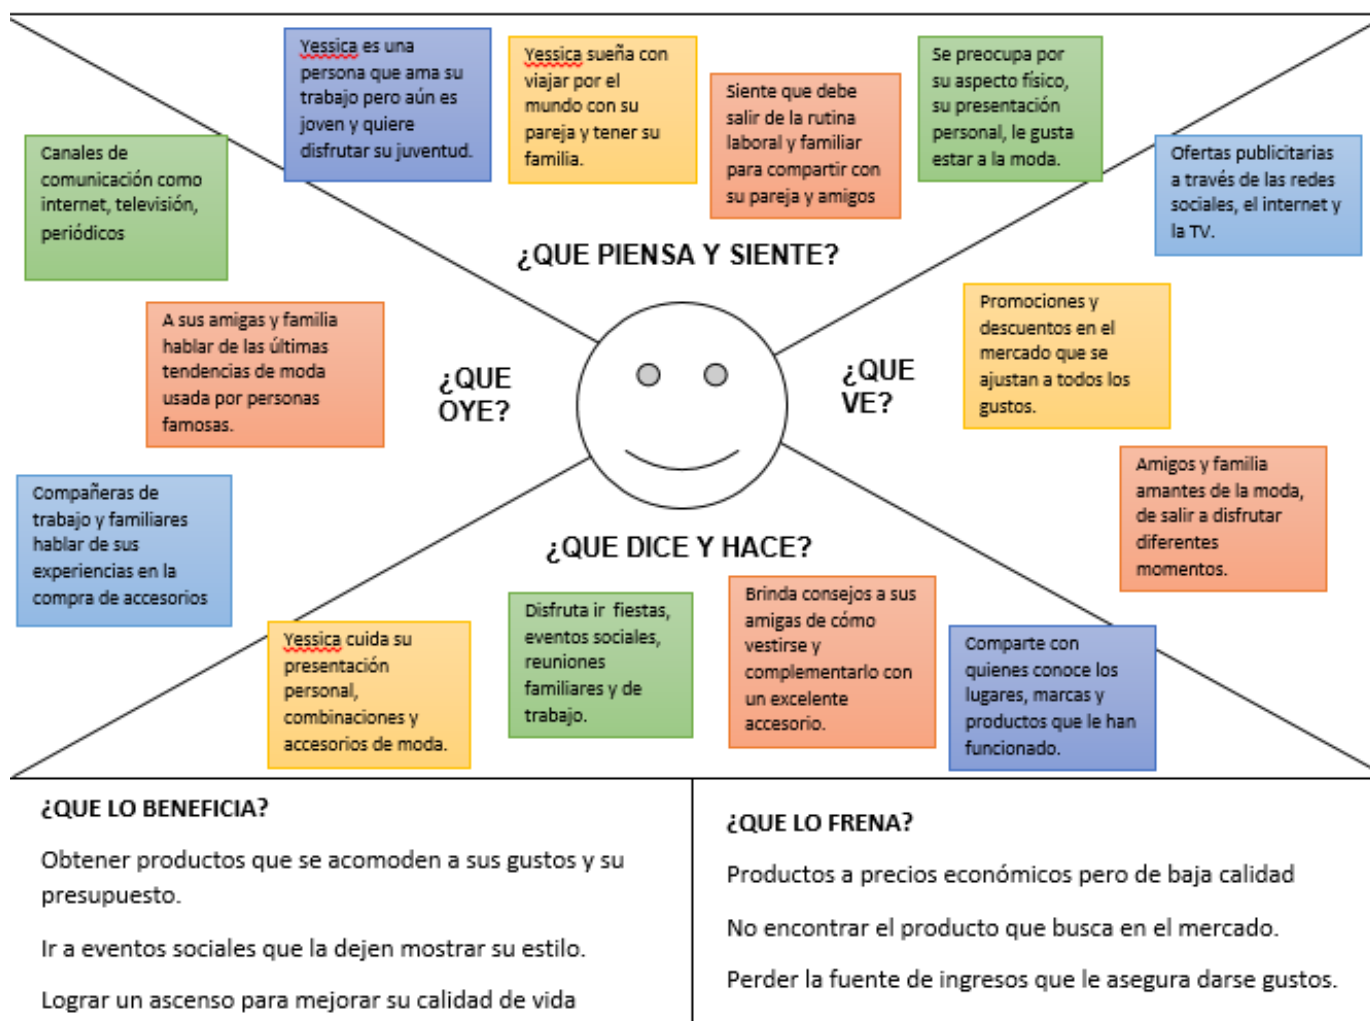 Yessica es una
persona que ama su
trabajo pero aún es
joven y quiere
disfrutar su juventud.
Yessica sueña con
viajar por el
mundo con su
pareja y tener su
familia.
Siente que debe
salir de la rutina
laboral y familiar
para compartir con
su pareja y amigos
Se preocupa por
su aspecto físico,
su presentación
personal, le gusta
estar a la moda.
¿QUE PIENSA Y SIENTE?
Canales de
comunicación como
internet, televisión,
periódicos
A sus amigas y familia
hablar de las últimas
tendencias de moda
usada por personas
famosas.
Compañeras de
trabajo y familiares
hablar de sus
experiencias en la
compra de accesorios
¿QUE
OYE?
¿QUE
VE?
Ofertas publicitarias
a través de las redes
sociales, el internet y
la TV.
Promociones y
descuentos en el
mercado que se
ajustan a todos los
gustos.
Amigos y familia
amantes de la moda,
de salir a disfrutar
diferentes
momentos.
¿QUE DICE Y HACE?
Yessica cuida su
presentación
personal,
combinaciones y
accesorios de moda.
Disfruta ir fiestas,
eventos sociales,
reuniones
familiares y de
trabajo.
Brinda consejos a sus
amigas de cómo
vestirse y
complementarlo con
un excelente
accesorio.
Comparte con
quienes conoce los
lugares, marcas y
productos que le han
funcionado.
¿QUE LO BENEFICIA?
Obtener productos que se acomoden a sus gustos y su
presupuesto.
Ir a eventos sociales que la dejen mostrar su estilo.
Lograr un ascenso para mejorar su calidad de vida
¿QUE LO FRENA?
Productos a precios económicos pero de baja calidad
No encontrar el producto que busca en el mercado.
Perder la fuente de ingresos que le asegura darse gustos.